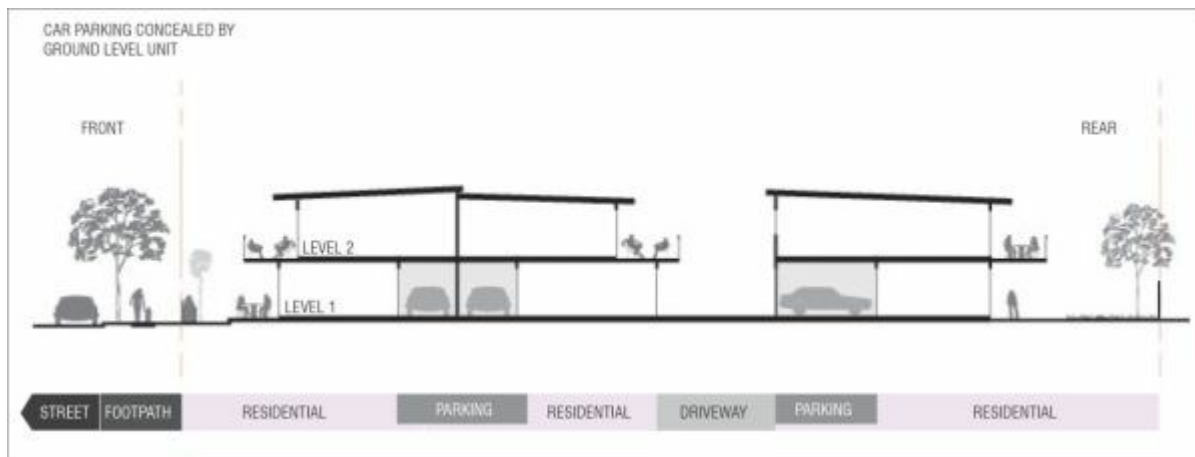 CAR PARKING CONCEALED BY
GROUND LEVEL UNIT
FRONT
REAR
LEVEL 2
LEVEL 1
STREET
FOOTPATH
RESIDENTIAL
PARKING
RESIDENTIAL
DRIVEWAY
PARKING
RESIDENTIAL